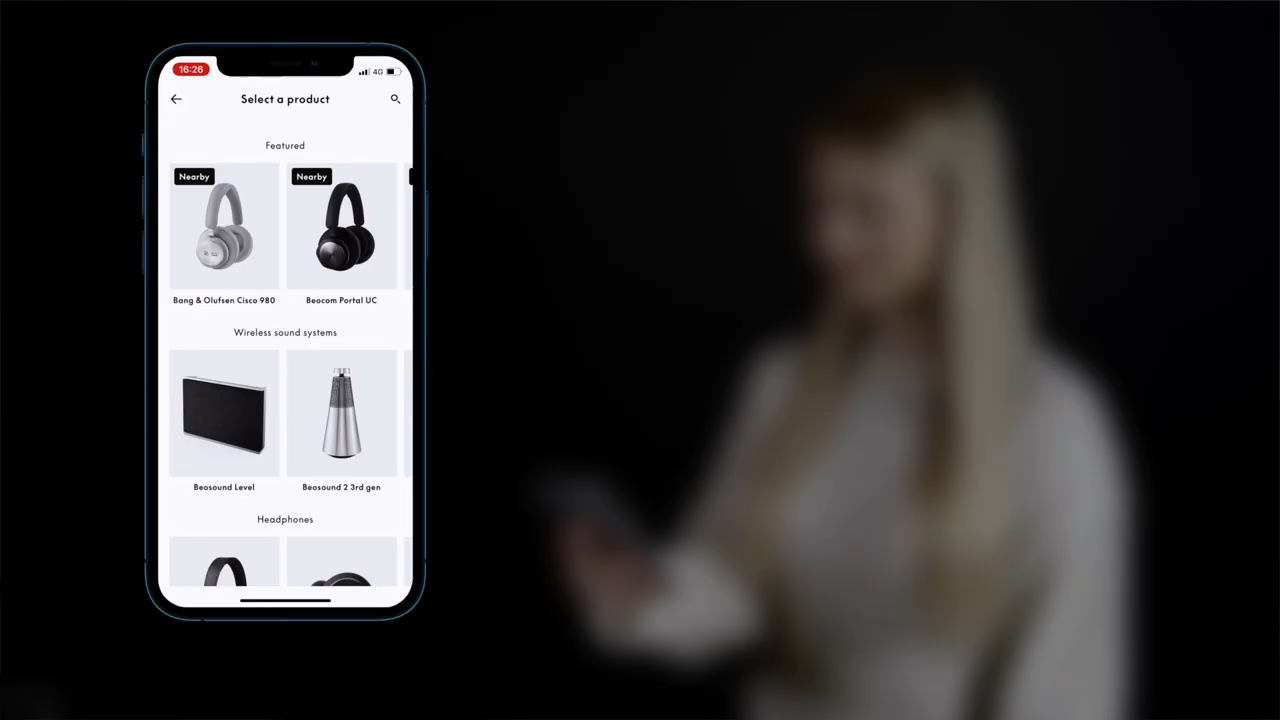 16:26
4G
Select a product
Featured
Nearby
Nearby
Bang & Olufsen Cisco 980
Beocom Portal UC
Wireless sound systems
Beosound Level
Beosound 2 3rd gen
Headphones